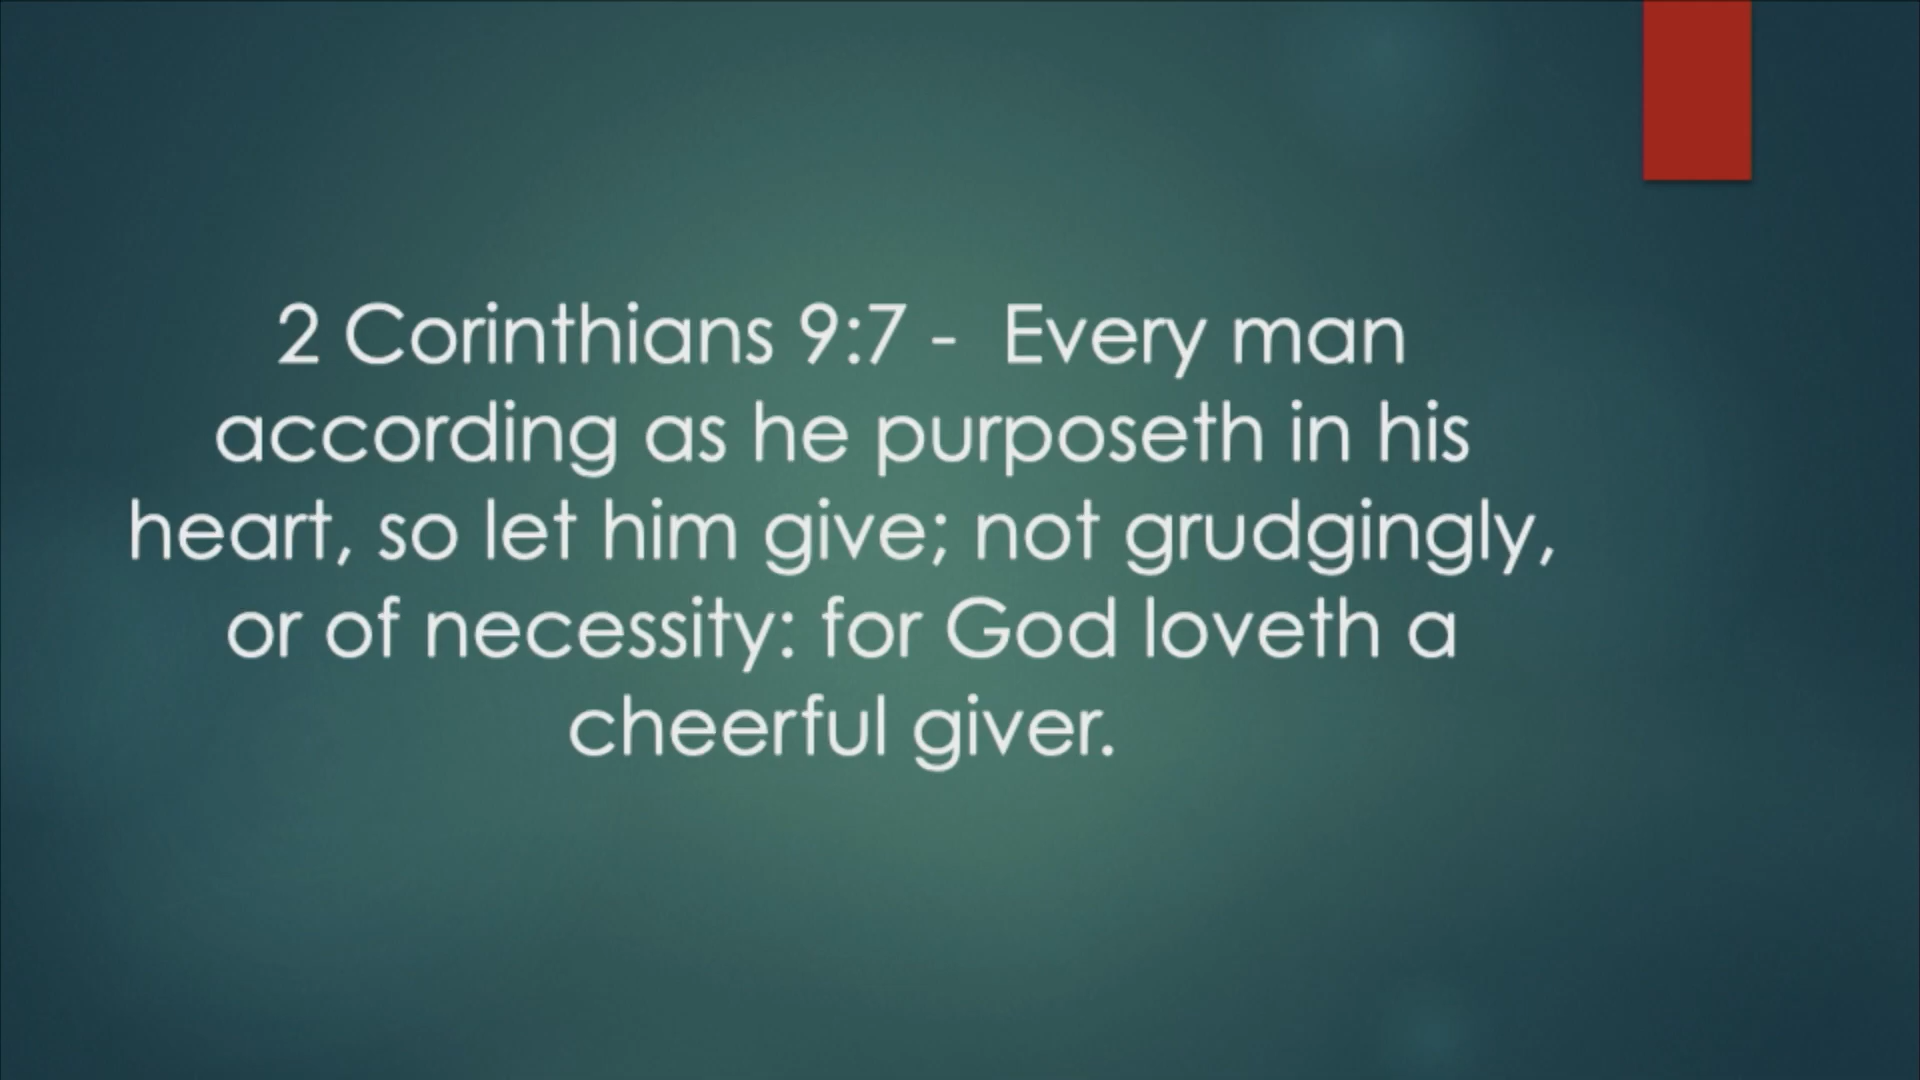 2 Corinthians 9:7 -  Every man
according as he purposeth in his
heart, so let him give; not grudgingly,
or of necessity: for God loveth a
cheerful giver.